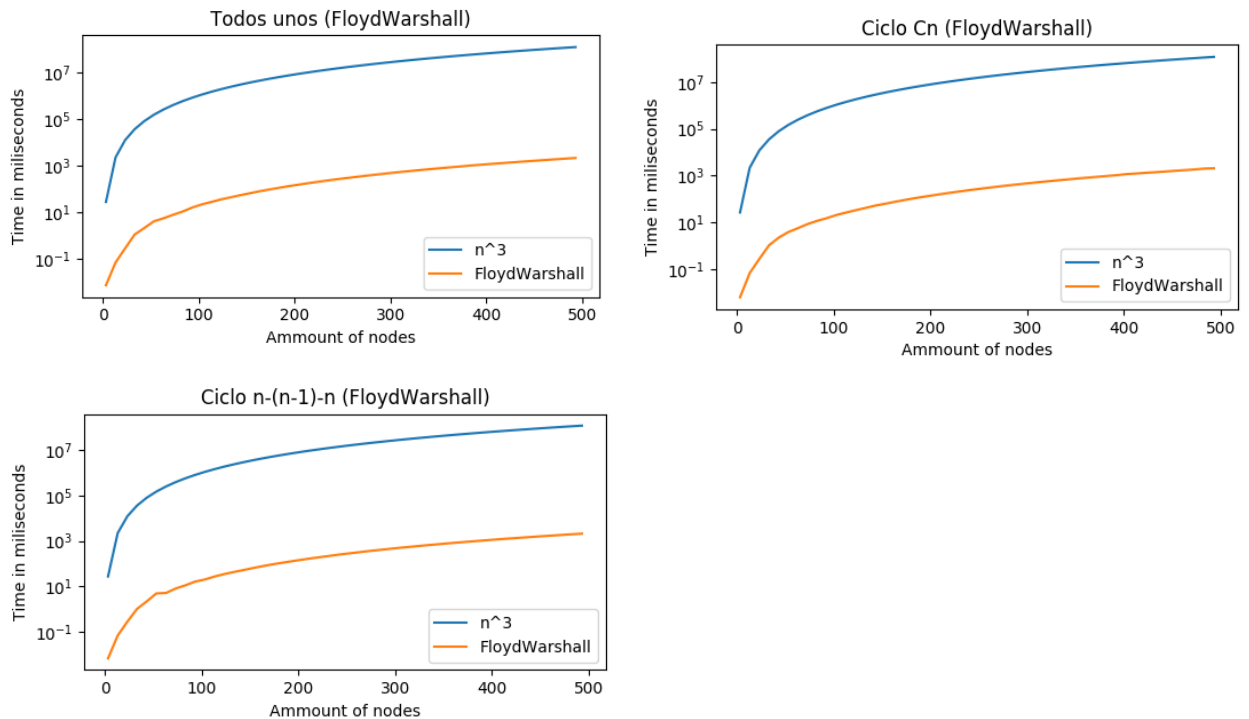 Todos unos (FloydWarshall)
10^7
10^5
10^3
10^1
10^-1
Time in miliseconds
n^3
FloydWarshall
0 100 200 300 400 500
Ammount of nodes
Ciclo Cn (FloydWarshall)
10^7
10^5
10^3
10^1
10^-1
Time in miliseconds
n^3
FloydWarshall
0 100 200 300 400 500
Ammount of nodes
Ciclo n-(n-1)-n (FloydWarshall)
10^7
10^5
10^3
10^1
10^-1
Time in miliseconds
n^3
FloydWarshall
0 100 200 300 400 500
Ammount of nodes